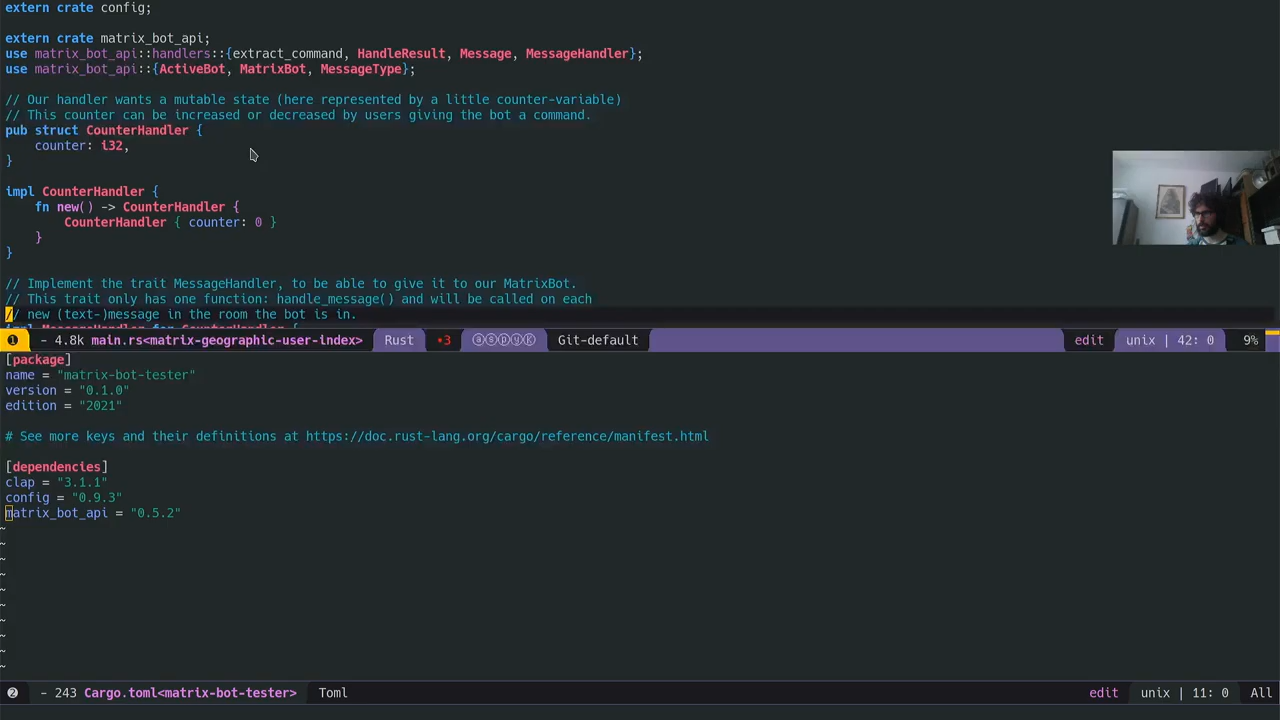 extern crate config;
extern crate matrix_bot_api;
use matrix_bot_api::handlers::{extract_command, HandleResult, Message, MessageHandler};
use matrix_bot_api::{ActiveBot, MatrixBot, MessageType};
// Our handler wants a mutable state (here represented by a little counter-variable)
// This counter can be increased or decreased by users giving the bot a command.
pub struct CounterHandler {
    counter: i32,
}
impl CounterHandler {
    fn new() -> CounterHandler {
        CounterHandler { counter: 0 }
    }
}
// Implement the trait MessageHandler, to be able to give it to our MatrixBot.
// This trait only has one function: handle_message() and will be called on each
// new (text-)message in the room the bot is in.
impl MessageHandler for CounterHandler {
❶ - 4.8k main.rs<matrix-geographic-user-index> Rust •3 ⓐⓢⓟⓨⓀ Git-default edit unix | 42: 0 9%
[package]
name = "matrix-bot-tester"
version = "0.1.0"
edition = "2021"
# See more keys and their definitions at https://doc.rust-lang.org/cargo/reference/manifest.html
[dependencies]
clap = "3.1.1"
config = "0.9.3"
matrix_bot_api = "0.5.2"
~
~
~
~
~
~
~
~
~
~
❷ - 243 Cargo.toml<matrix-bot-tester> Toml edit unix | 11: 0 All